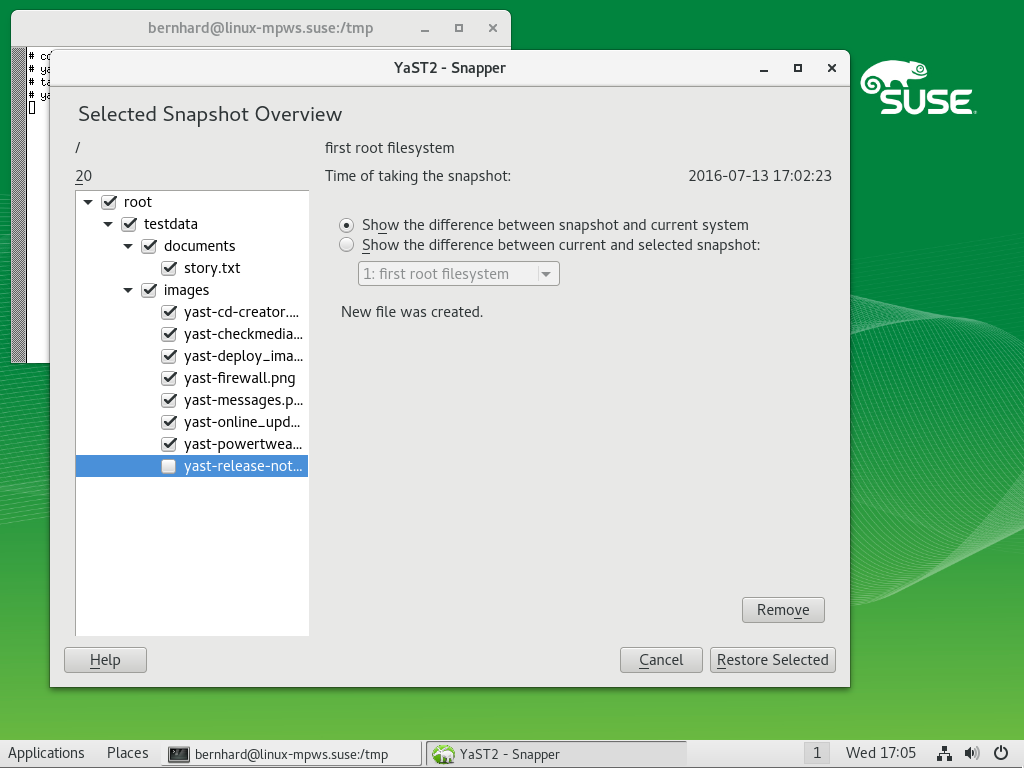 bernhard@linux-mpws.suse:/tmp
# cd
# ya
# ta
# ya
YaST2 - Snapper
SUSE
Selected Snapshot Overview
/
first root filesystem
20
Time of taking the snapshot:
2016-07-13 17:02:23
root
testdata
documents
story.txt
images
yast-cd-creator....
yast-checkmedia...
yast-deploy_ima...
yast-firewall.png
yast-messages.p...
yast-online_upd...
yast-powertwea...
yast-release-not...
Show the difference between snapshot and current system
Show the difference between current and selected snapshot:
1: first root filesystem
New file was created.
Remove
Help
Cancel
Restore Selected
Applications
Places
bernhard@linux-mpws.suse:/tmp
YaST2 - Snapper
1
Wed 17:05